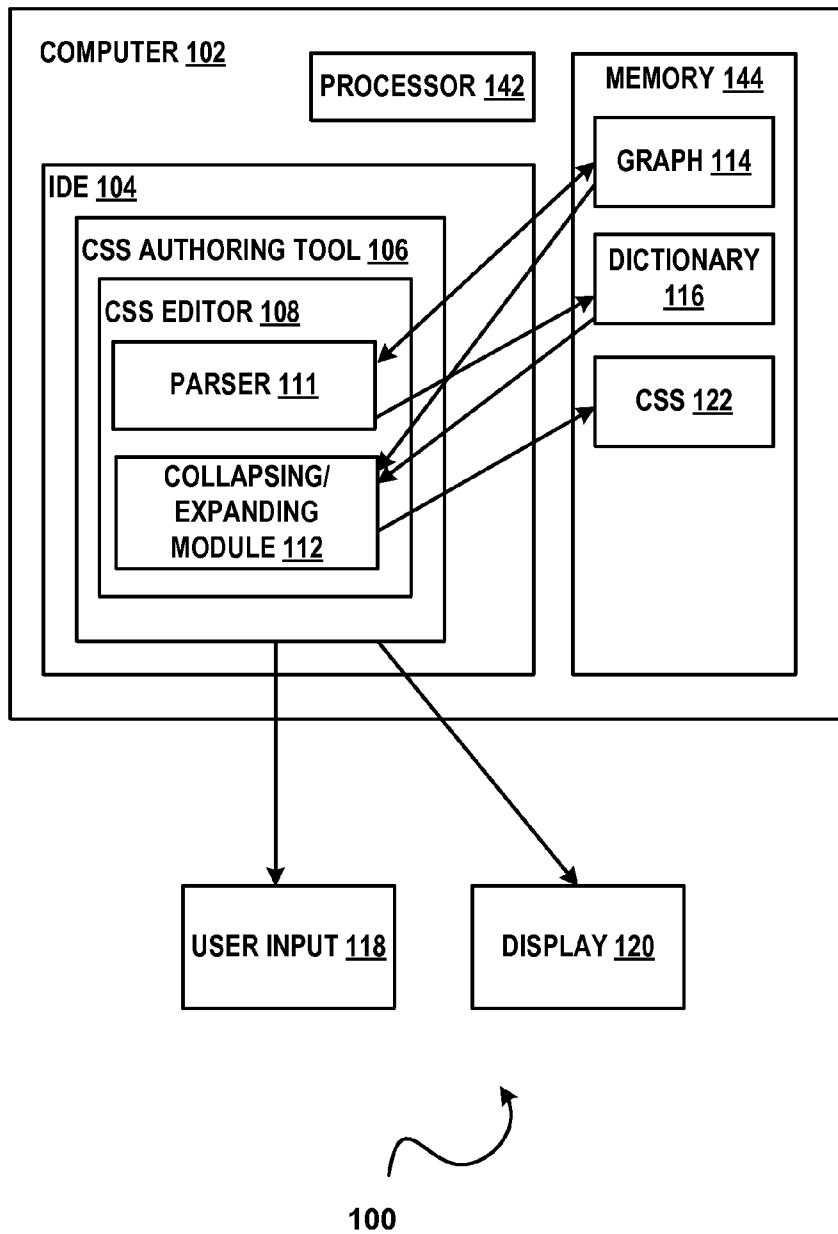 COMPUTER 102
PROCESSOR 142
MEMORY 144
GRAPH 114
IDE 104
CSS AUTHORING TOOL 106
DICTIONARY
116
CSS EDITOR 108
PARSER 111
CSS 122
COLLAPSING/
EXPANDING
MODULE 112
USER INPUT 118
DISPLAY 120
100